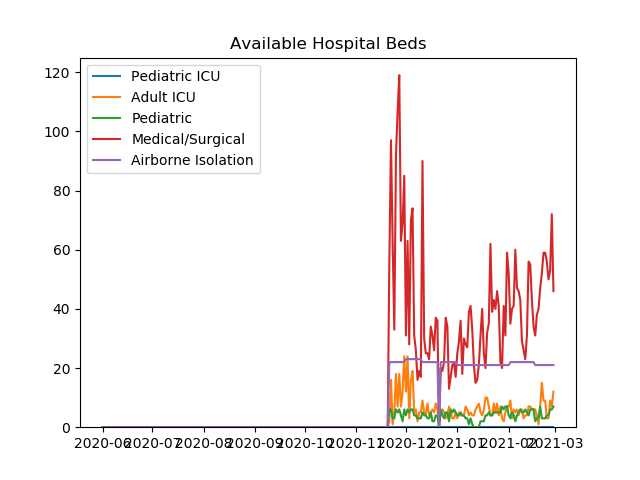 Available Hospital Beds
Pediatric ICU
Adult ICU
Pediatric
Medical/Surgical
Airborne Isolation
120
100
80
60
40
20
0
2020-06 2020-07 2020-08 2020-09 2020-10 2020-11 2020-12 2021-01 2021-02 2021-03